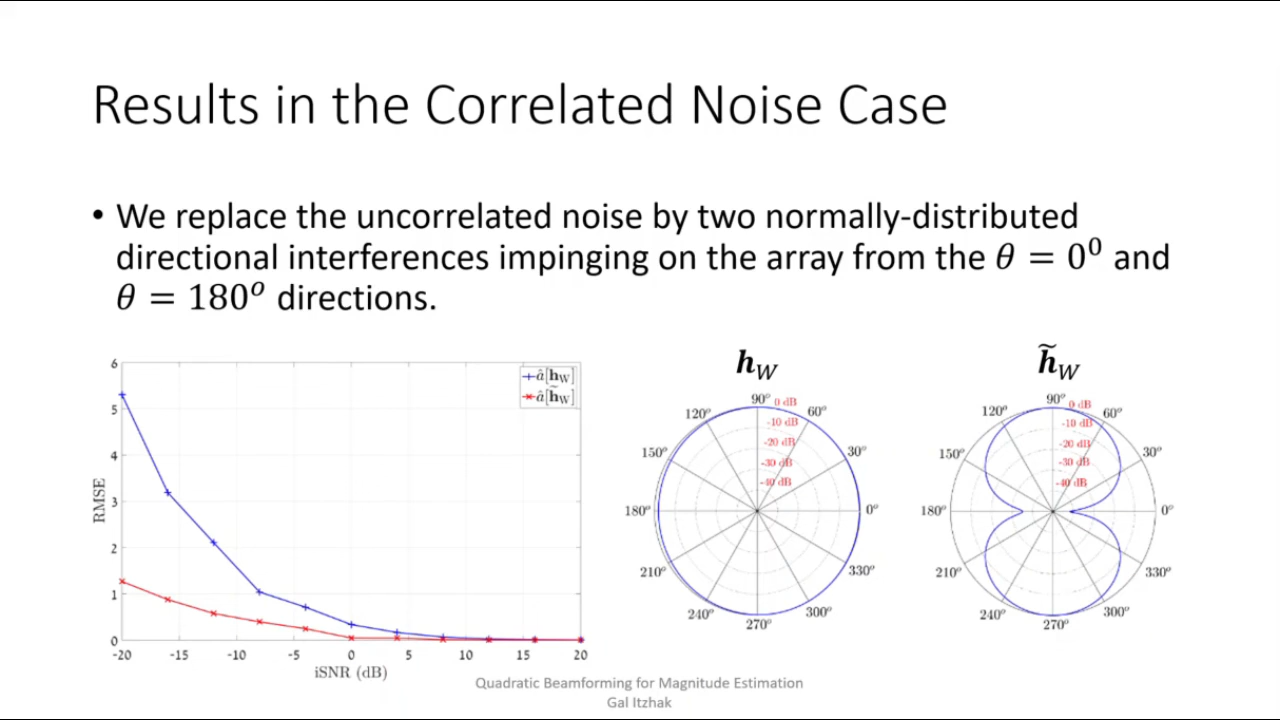 Results in the Correlated Noise Case
• We replace the uncorrelated noise by two normally-distributed
directional interferences impinging on the array from the θ = 0⁰ and
θ = 180ᵒ directions.
6
5
4
3
2
1
0
RMSE
-20 -15 -10 -5 0 5 10 15 20
iSNR (dB)
â[h_W]
â[h̃_W]
h_W
90° 0 dB
120° 60°
-10 dB
-20 dB
150° 30°
-30 dB
-40 dB
180° 0°
210° 330°
240° 300°
270°
h̃_W
90° 0 dB
120° 60°
-10 dB
-20 dB
150° 30°
-30 dB
-40 dB
180° 0°
210° 330°
240° 300°
270°
Quadratic Beamforming for Magnitude Estimation
Gal Itzhak